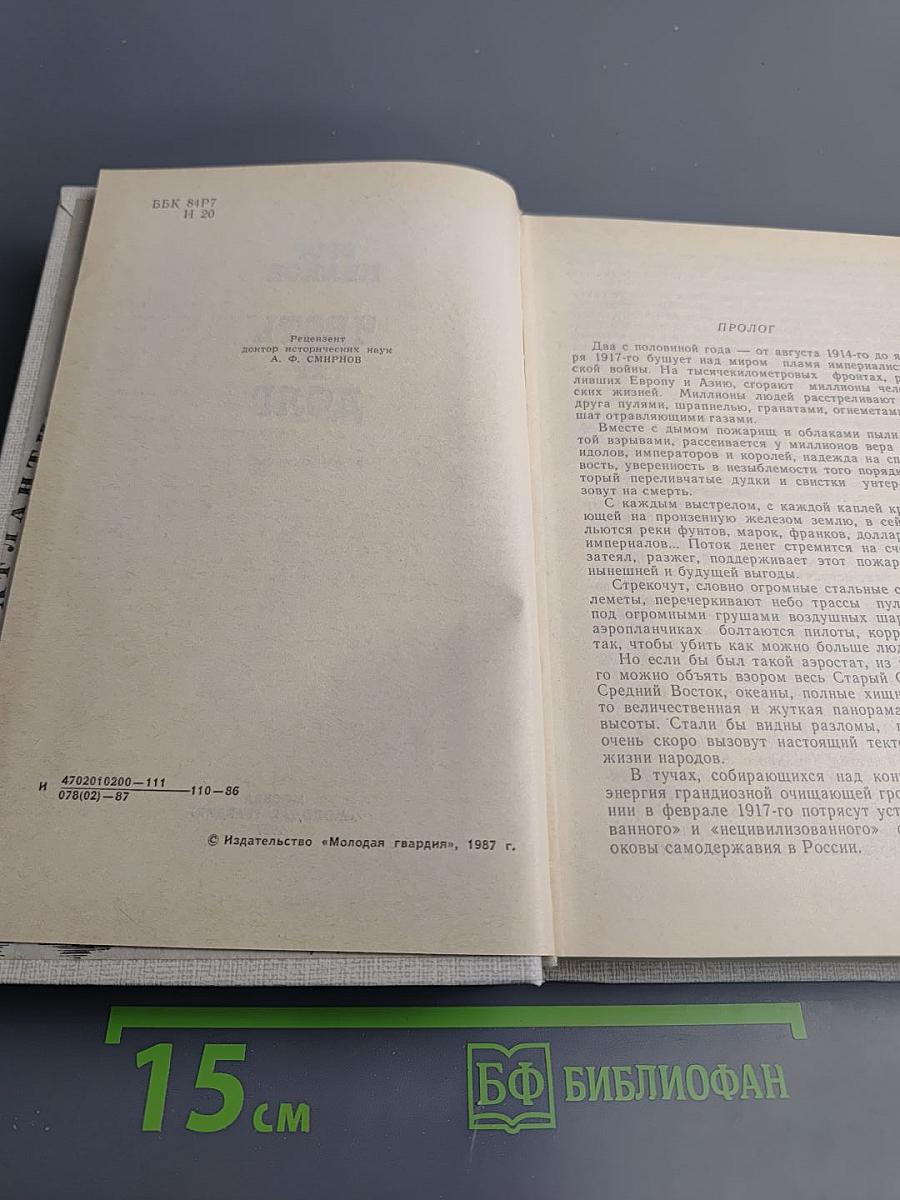 ББК 84Р7
И 20
Рецензент
доктор исторических наук
А. Ф. СМИРНОВ
И 4702010200—111 —110—86
078(02)—87
© Издательство «Молодая гвардия», 1987 г.
ПРОЛОГ
Два с половиной года — от августа 1914-го до я
ря 1917-го бушует над миром пламя империалист
ской войны. На тысячекилометровых фронтах, р
ливших Европу и Азию, сгорают миллионы чело
ских жизней. Миллионы людей расстреливают
друга пулями, шрапнелью, гранатами, огнеметами
шат отравляющими газами.
Вместе с дымом пожарищ и облаками пыли
той взрывами, рассеивается у миллионов вера
идолов, императоров и королей, надежда на сп
вость, уверенность в незыблемости того поряд
торый переливчатые дудки и свистки унтер
зовут на смерть.
С каждым выстрелом, с каждой каплей кр
ющей на пронзенную железом землю, в сей
льются реки фунтов, марок, франков, доллар
империалов... Поток денег стремится на сч
затеял, разжег, поддерживает этот пожар
нынешней и будущей выгоды.
Стрекочут, словно огромные стальные с
леметы, перечеркивают небо трассы пул
под огромными грушами воздушных шар
аэропланчиках болтаются пилоты, корр
так, чтобы убить как можно больше люд
Но если бы был такой аэростат, из
го можно объять взором весь Старый С
Средний Восток, океаны, полные хищн
то величественная и жуткая панорама
высоты. Стали бы видны разломы,
очень скоро вызовут настоящий текто
жизни народов.
В тучах, собирающихся над кон
энергия грандиозной очищающей гро
нии в феврале 1917-го потрясут уст
ванного» и «нецивилизованного»
оковы самодержавия в России.
15 см
БФ БИБЛИОФАН